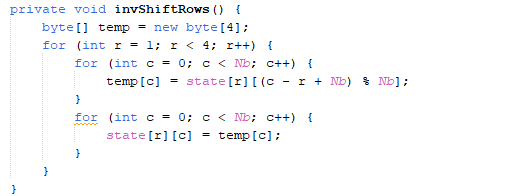 private void invShiftRows() {
byte[] temp = new byte[4];
for (int r = 1; r < 4; r++) {
for (int c = 0; c < Nb; c++) {
temp[c] = state[r][(c - r + Nb) % Nb];
}
for (int c = 0; c < Nb; c++) {
state[r][c] = temp[c];
}
}
}